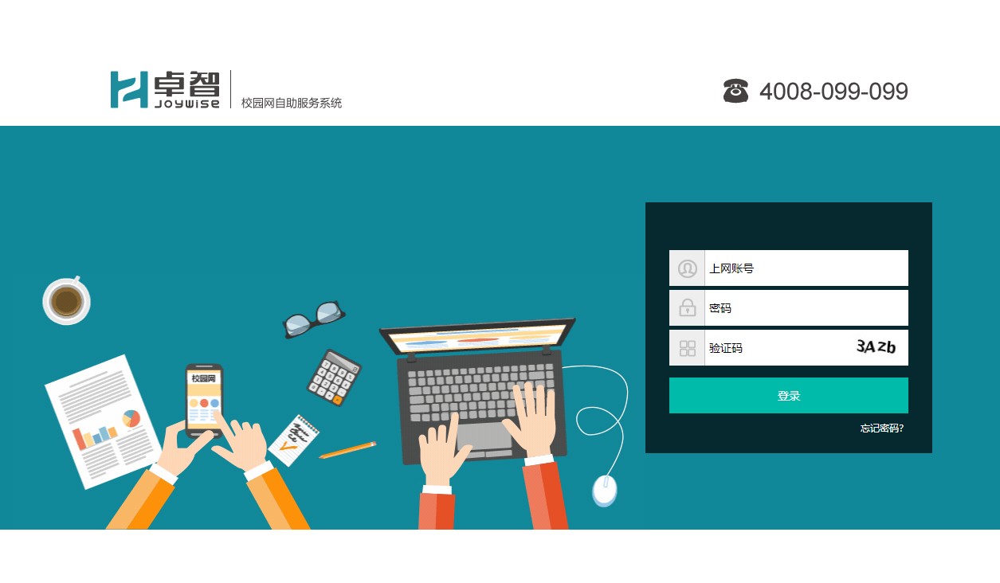 卓智
Joywise
校园网自助服务系统
4008-099-099
上网账号
密码
验证码
3Azb
登录
忘记密码?
校园网